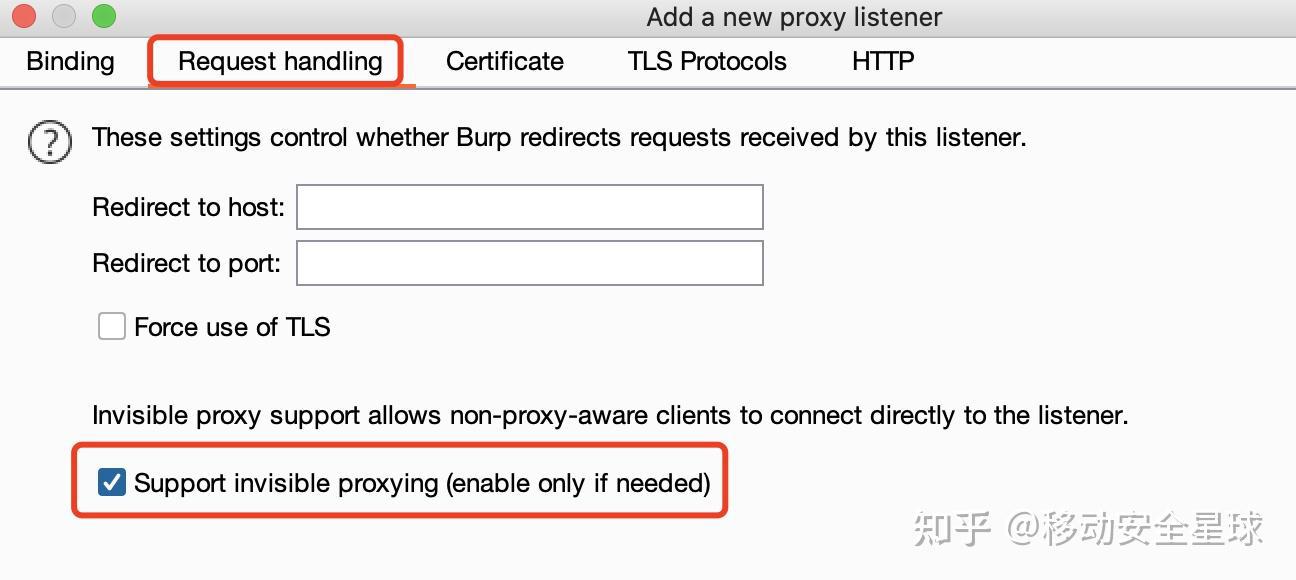 Add a new proxy listener
Binding Request handling Certificate TLS Protocols HTTP
? These settings control whether Burp redirects requests received by this listener.
Redirect to host:
Redirect to port:
Force use of TLS
Invisible proxy support allows non-proxy-aware clients to connect directly to the listener.
Support invisible proxying (enable only if needed)
知乎 @移动安全星球